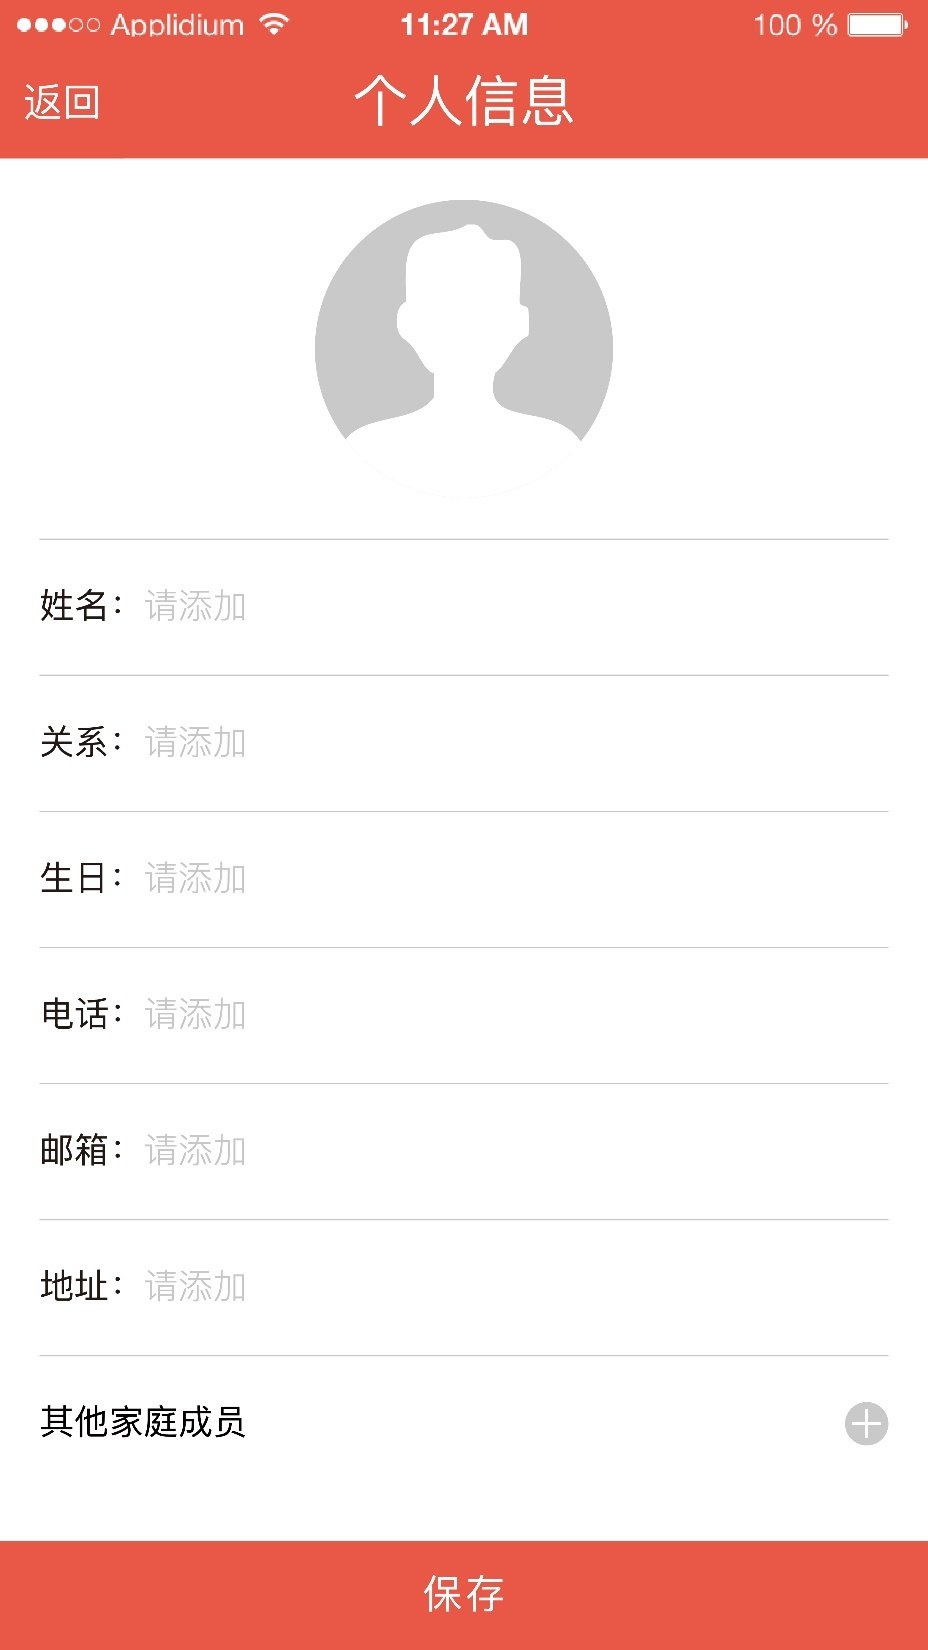 Applidium 11:27 AM 100 %
返回 个人信息
姓名：请添加
关系：请添加
生日：请添加
电话：请添加
邮箱：请添加
地址：请添加
其他家庭成员
保存